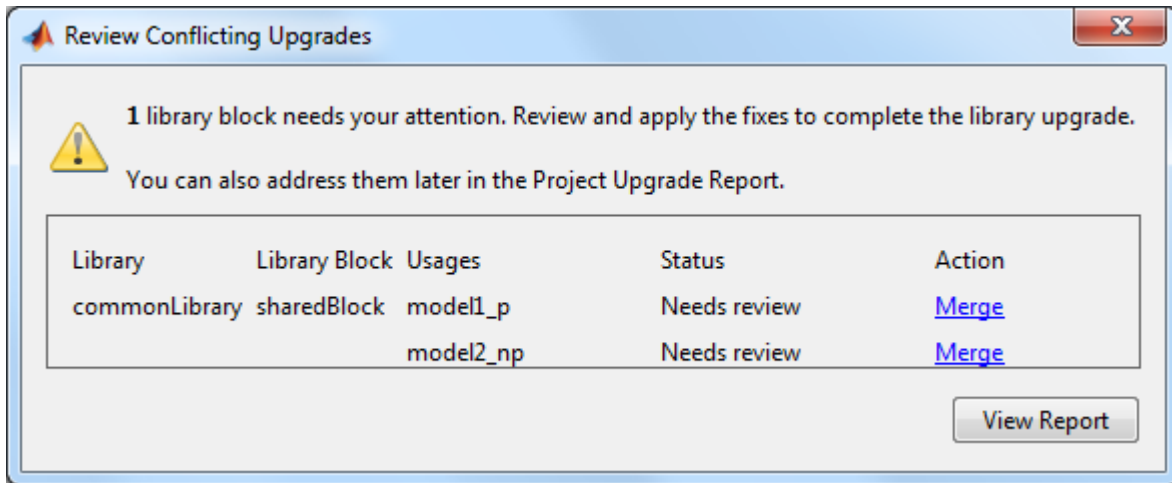 Review Conflicting Upgrades
1 library block needs your attention. Review and apply the fixes to complete the library upgrade.
You can also address them later in the Project Upgrade Report.
Library Library Block Usages Status Action
commonLibrary sharedBlock model1_p Needs review Merge
model2_np Needs review Merge
View Report